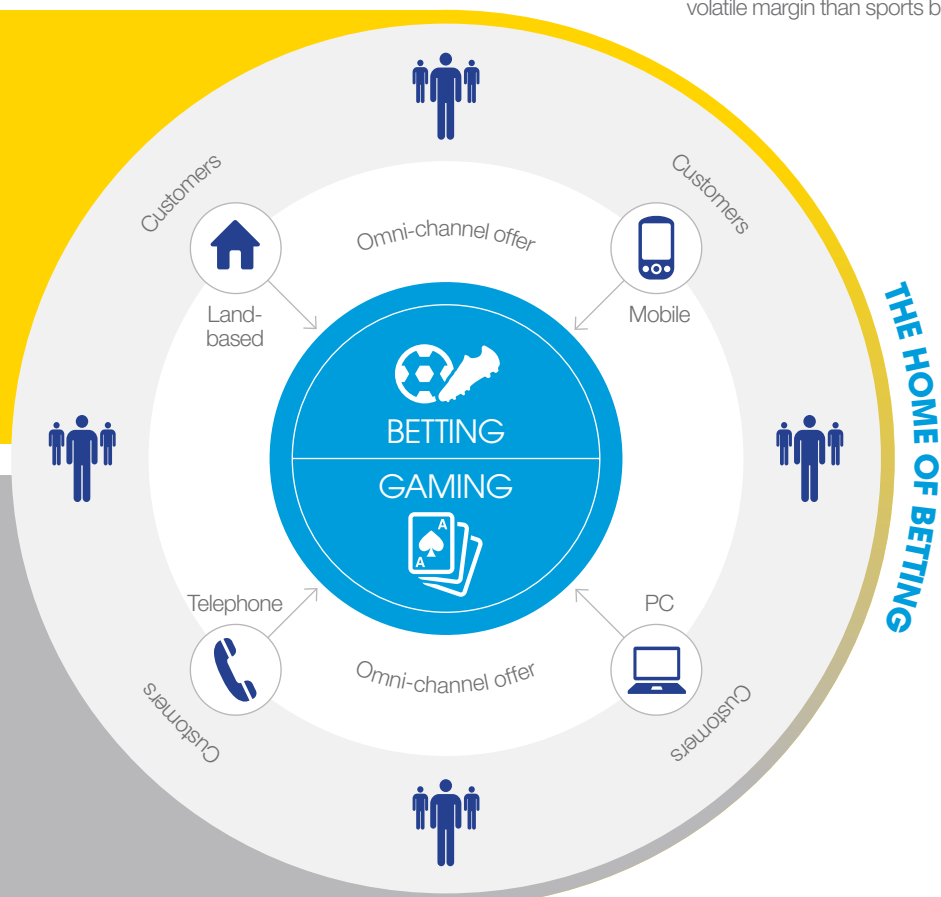 volatile margin than sports b
Customers
Customers
Omni-channel offer
Land-
based
Mobile
THE HOME OF BETTING
BETTING
GAMING
A
A
Telephone
PC
Omni-channel offer
Customers
Customers